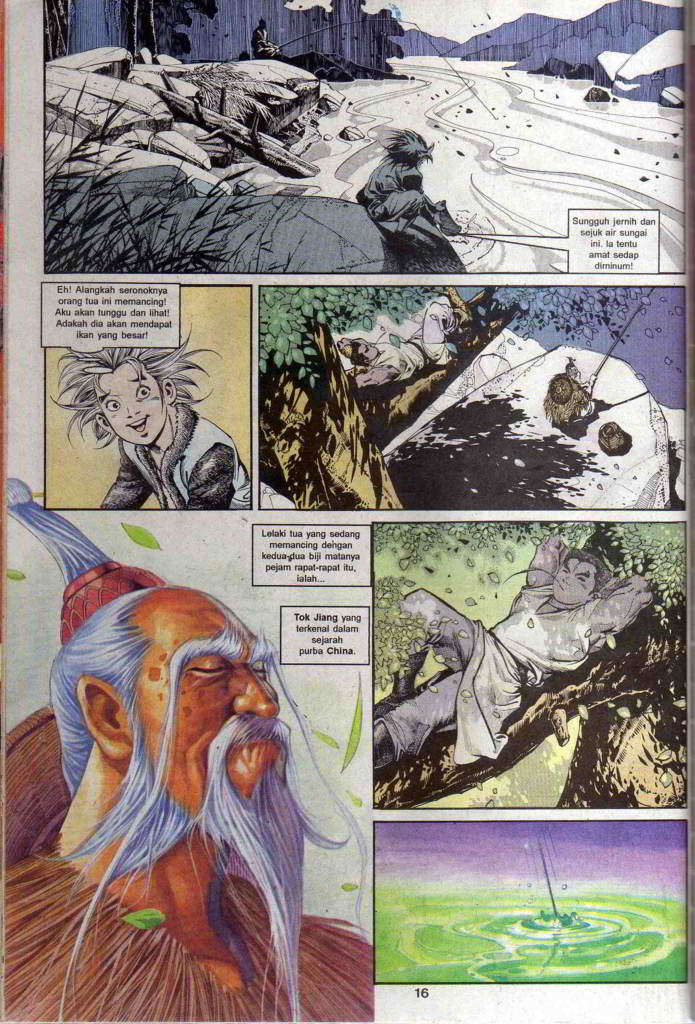 Sungguh jernih dan
sejuk air sungai
ini. Ia tentu
amat sedap
diminum!
Eh! Alangkah seronoknya
orang tua ini memancing!
Aku akan tunggu dan lihat!
Adakah dia akan mendapat
ikan yang besar!
Lelaki tua yang sedang
memancing dengan
kedua-dua biji matanya
pejam rapat-rapat itu,
ialah...
Tok Jiang yang
terkenal dalam
sejarah
purba China.
16